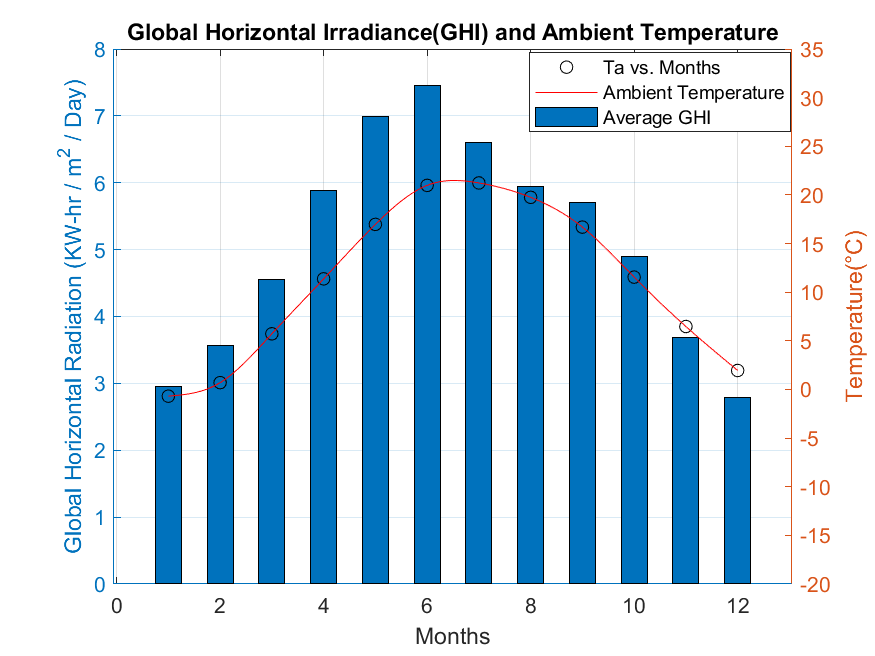 Global Horizontal Irradiance(GHI) and Ambient Temperature
Ta vs. Months
Ambient Temperature
Average GHI
Global Horizontal Radiation (KW-hr / m² / Day)
8
7
6
5
4
3
2
1
0
35
30
25
20
15
10
5
0
-5
-10
-15
-20
Temperature(°C)
0 2 4 6 8 10 12
Months